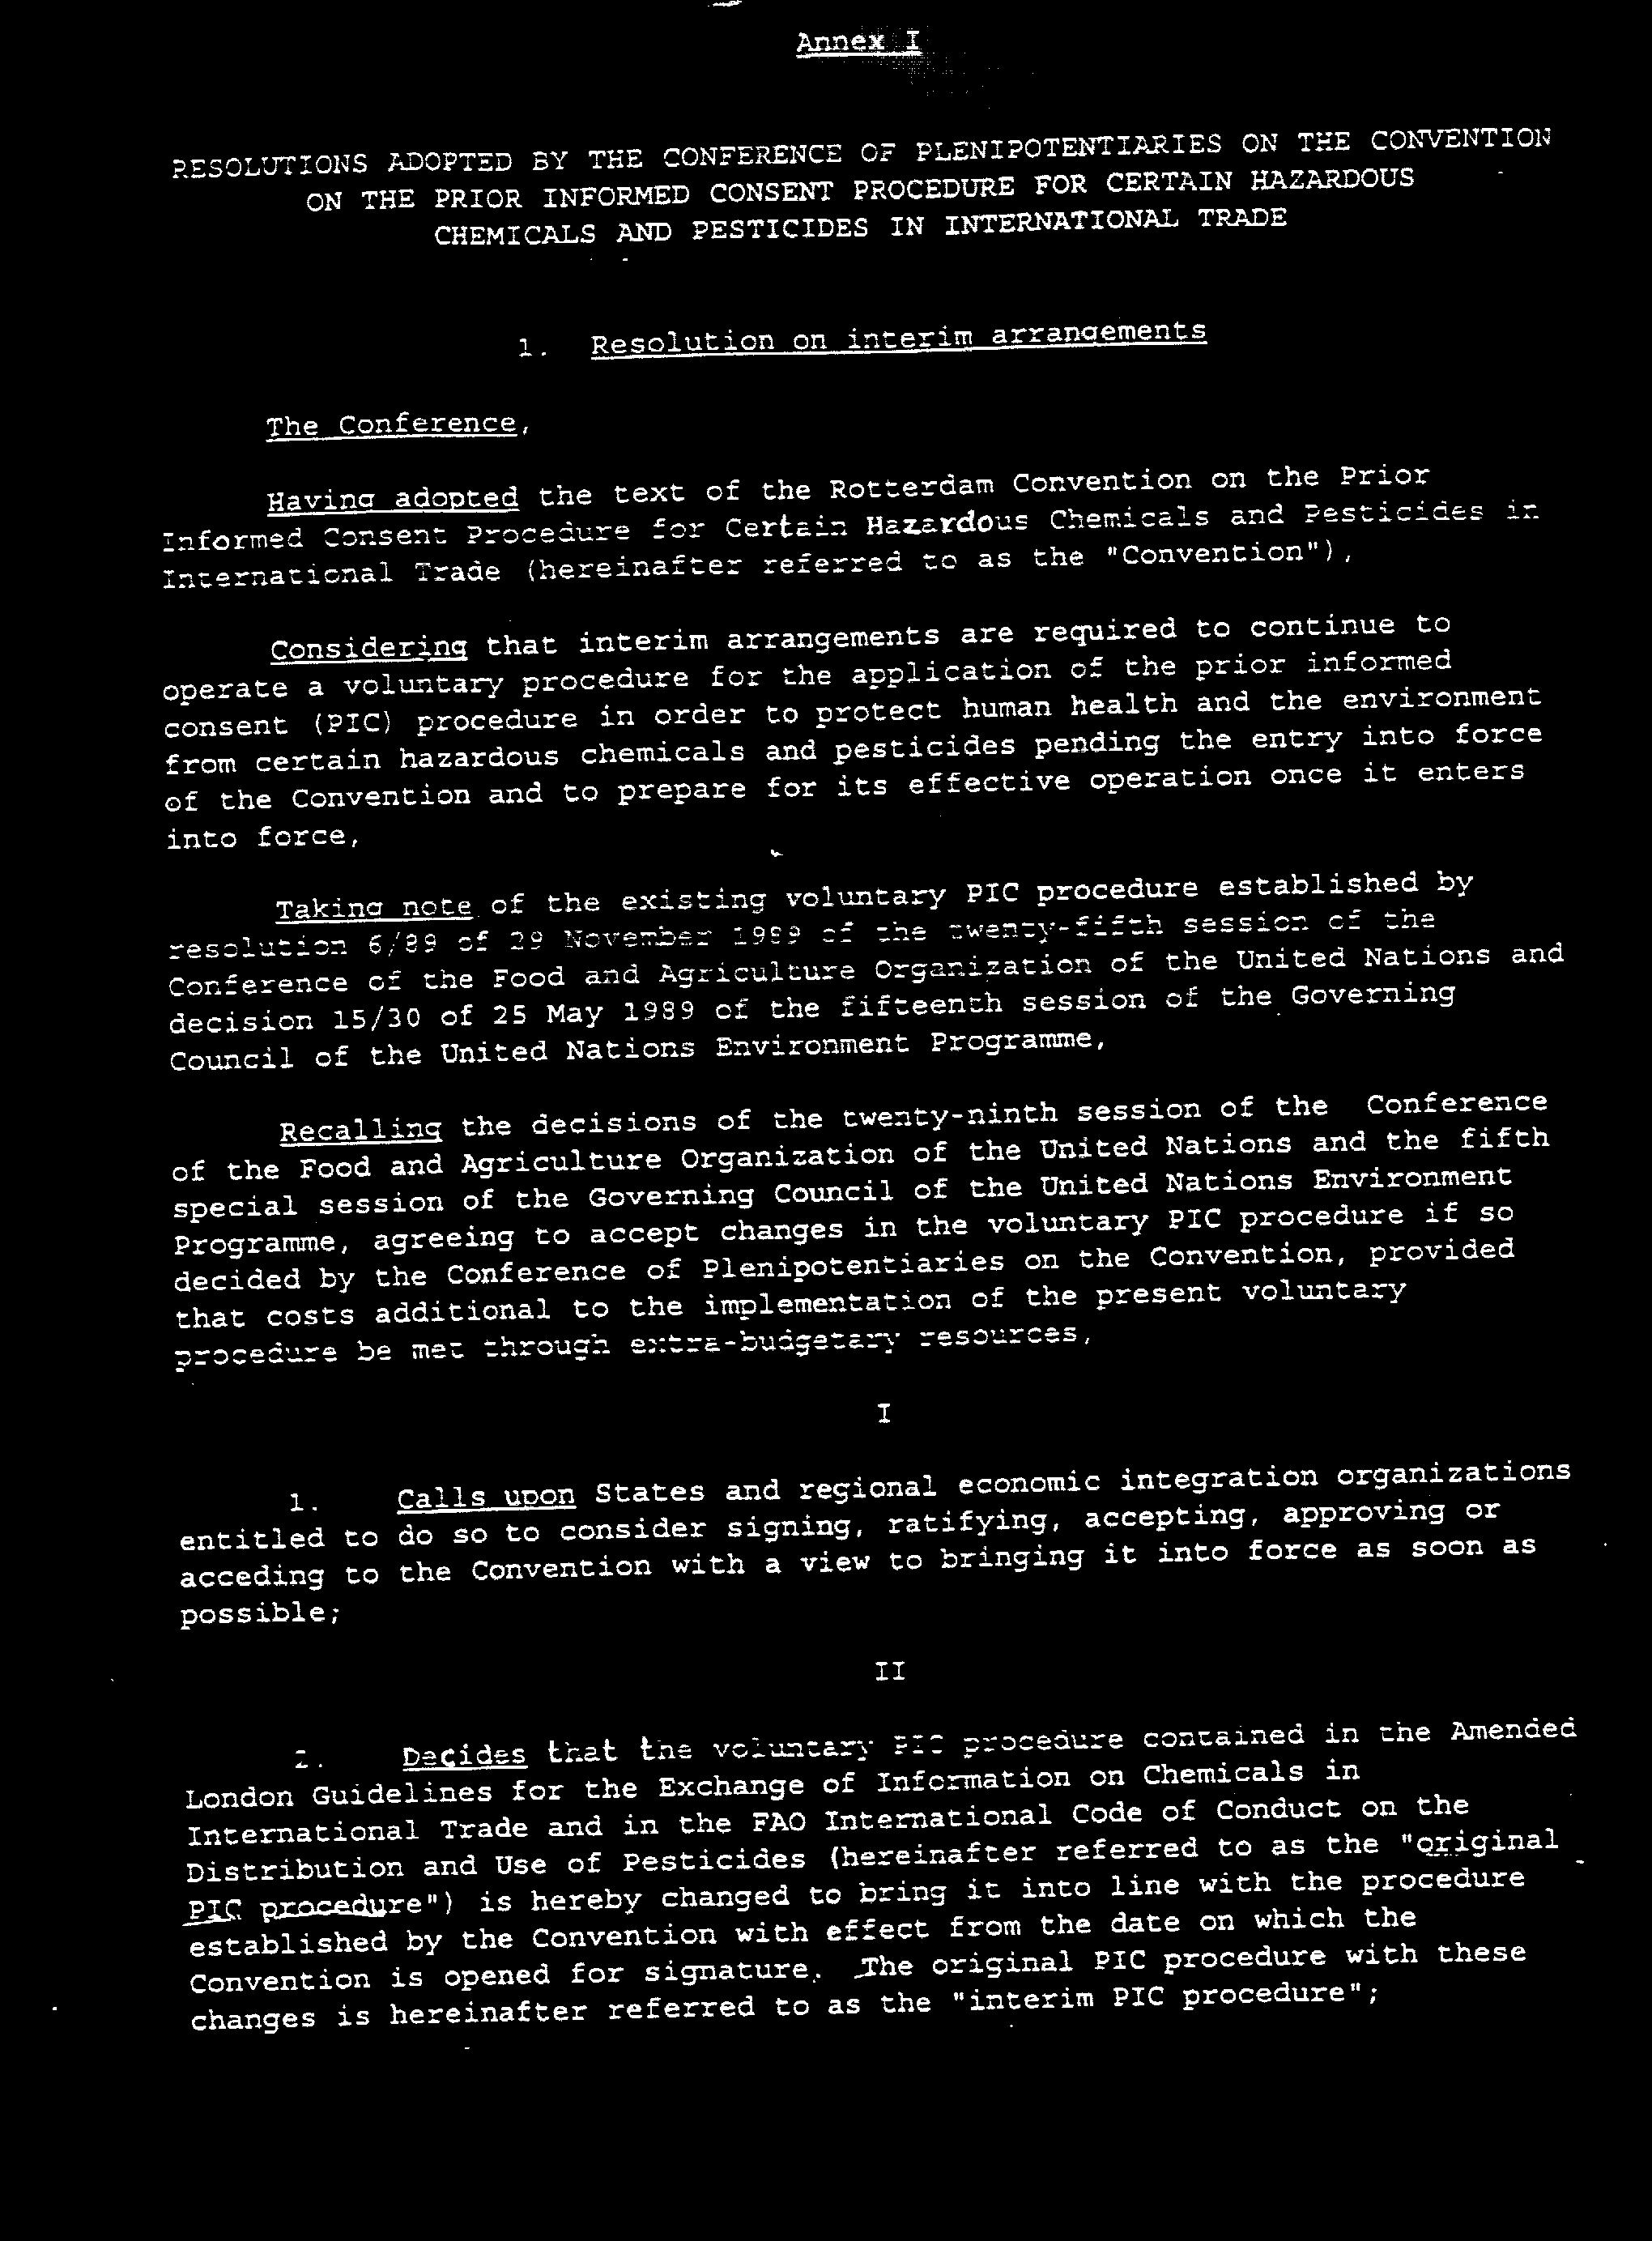 Annex I
RESOLUTIONS ADOPTED BY THE CONFERENCE OF PLENIPOTENTIARIES ON THE CONVENTION
ON THE PRIOR INFORMED CONSENT PROCEDURE FOR CERTAIN HAZARDOUS
CHEMICALS AND PESTICIDES IN INTERNATIONAL TRADE
1. Resolution on interim arrangements
The Conference,
Having adopted the text of the Rotterdam Convention on the Prior
Informed Consent Procedure for Certain Hazardous Chemicals and Pesticides in
International Trade (hereinafter referred to as the "Convention"),
Considering that interim arrangements are required to continue to
operate a voluntary procedure for the application of the prior informed
consent (PIC) procedure in order to protect human health and the environment
from certain hazardous chemicals and pesticides pending the entry into force
of the Convention and to prepare for its effective operation once it enters
into force,
Taking note of the existing voluntary PIC procedure established by
resolution 6/89 of 29 November 1989 of the twenty-fifth session of the
Conference of the Food and Agriculture Organization of the United Nations and
decision 15/30 of 25 May 1989 of the fifteenth session of the Governing
Council of the United Nations Environment Programme,
Recalling the decisions of the twenty-ninth session of the Conference
of the Food and Agriculture Organization of the United Nations and the fifth
special session of the Governing Council of the United Nations Environment
Programme, agreeing to accept changes in the voluntary PIC procedure if so
decided by the Conference of Plenipotentiaries on the Convention, provided
that costs additional to the implementation of the present voluntary
procedure be met through extra-budgetary resources,
I
1. Calls upon States and regional economic integration organizations
entitled to do so to consider signing, ratifying, accepting, approving or
acceding to the Convention with a view to bringing it into force as soon as
possible;
II
2. Decides that the voluntary PIC procedure contained in the Amended
London Guidelines for the Exchange of Information on Chemicals in
International Trade and in the FAO International Code of Conduct on the
Distribution and Use of Pesticides (hereinafter referred to as the "original
PIC procedure") is hereby changed to bring it into line with the procedure
established by the Convention with effect from the date on which the
Convention is opened for signature. The original PIC procedure with these
changes is hereinafter referred to as the "interim PIC procedure";